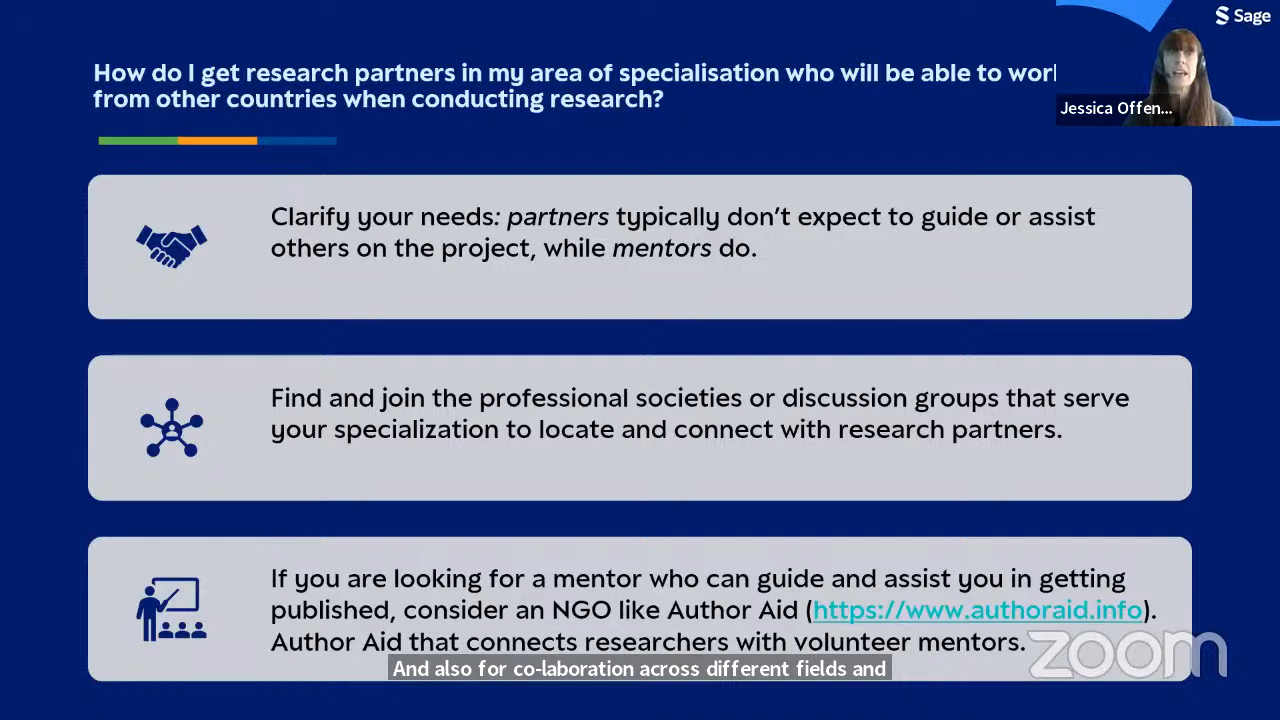 Sage
How do I get research partners in my area of specialisation who will be able to work
from other countries when conducting research?
Jessica Offen...
Clarify your needs: partners typically don't expect to guide or assist
others on the project, while mentors do.
Find and join the professional societies or discussion groups that serve
your specialization to locate and connect with research partners.
If you are looking for a mentor who can guide and assist you in getting
published, consider an NGO like Author Aid (https://www.authoraid.info).
Author Aid that connects researchers with volunteer mentors.
And also for co-laboration across different fields and
zoom